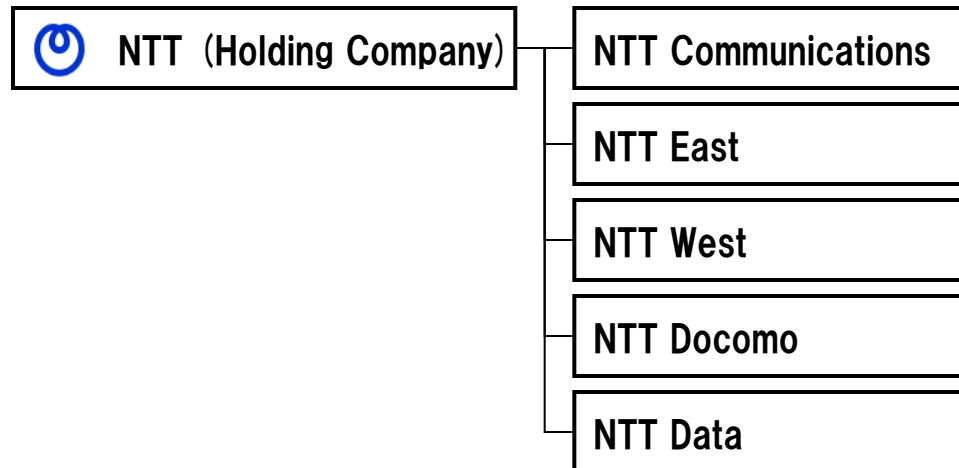 NTT (Holding Company)
NTT Communications
NTT East
NTT West
NTT Docomo
NTT Data